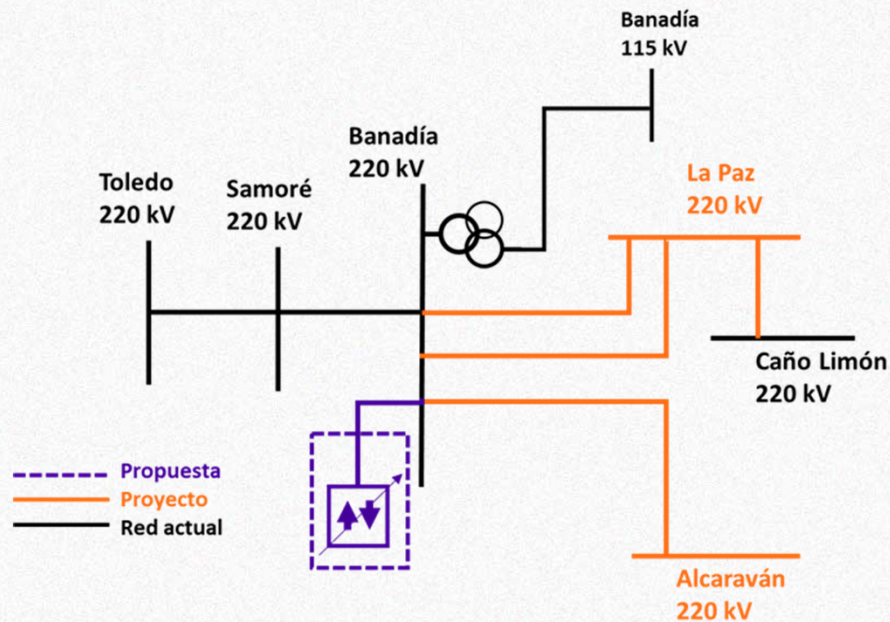 Banadía
115 kV
Banadía
220 kV
La Paz
220 kV
Toledo
220 kV
Samoré
220 kV
Caño Limón
220 kV
Propuesta
Proyecto
Red actual
Alcaraván
220 kV